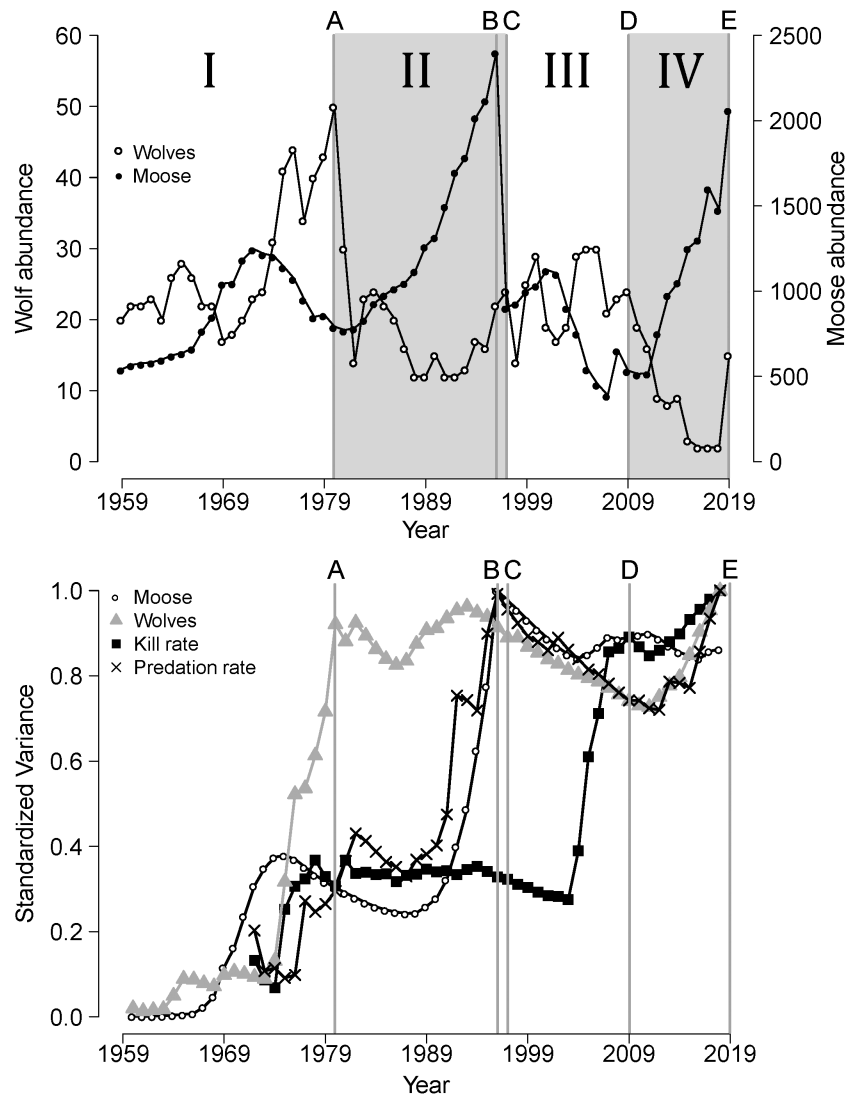 A B C D E
60 2500
I II III IV
50
2000
Wolves
40
Moose
1500
Wolf abundance
Moose abundance
30
1000
20
500
10
0 0
1959 1969 1979 1989 1999 2009 2019
Year
A B C D E
1.0
Moose
Wolves
Kill rate
Predation rate
0.8
0.6
Standardized Variance
0.4
0.2
0.0
1959 1969 1979 1989 1999 2009 2019
Year